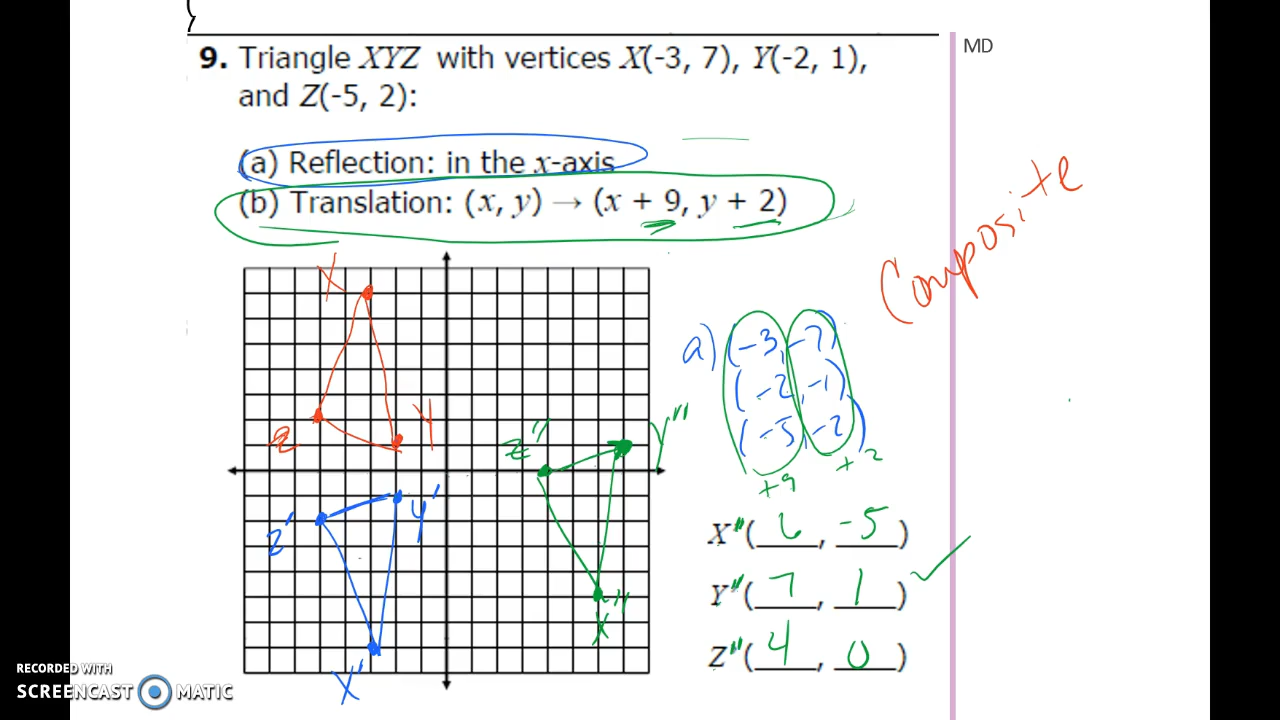 9. Triangle XYZ with vertices X(-3, 7), Y(-2, 1),
and Z(-5, 2):
MD
(a) Reflection: in the x-axis
(b) Translation: (x, y) → (x + 9, y + 2)
Composite
X
Z
Y
a) (-3, -7)
(-2, -1)
(-5, -2)
+9 +2
Z" Y"
Z' Y'
X"
X'
X"(6, -5)
Y"(7, 1) ✓
Z"(4, 0)
RECORDED WITH
SCREENCAST MATIC